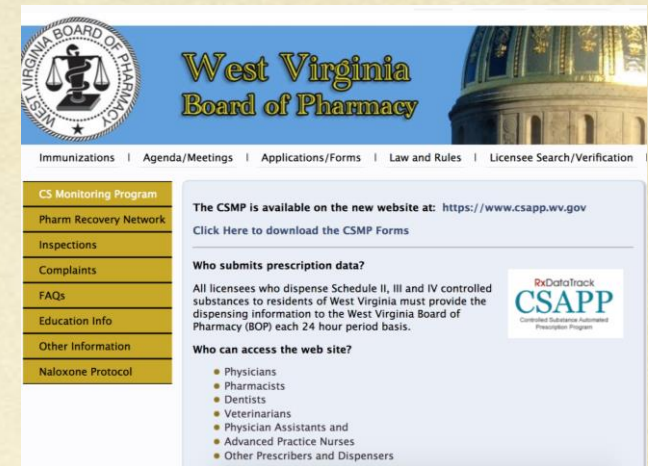 WEST VIRGINIA BOARD OF PHARMACY
West Virginia
Board of Pharmacy
Immunizations | Agenda/Meetings | Applications/Forms | Law and Rules | Licensee Search/Verification |
CS Monitoring Program
Pharm Recovery Network
Inspections
Complaints
FAQs
Education Info
Other Information
Naloxone Protocol
The CSMP is available on the new website at: https://www.csapp.wv.gov
Click Here to download the CSMP Forms
Who submits prescription data?
All licensees who dispense Schedule II, III and IV controlled
substances to residents of West Virginia must provide the
dispensing information to the West Virginia Board of
Pharmacy (BOP) each 24 hour period basis.
RxDataTrack
CSAPP
Controlled Substance Automated
Prescription Program
Who can access the web site?
Physicians
Pharmacists
Dentists
Veterinarians
Physician Assistants and
Advanced Practice Nurses
Other Prescribers and Dispensers